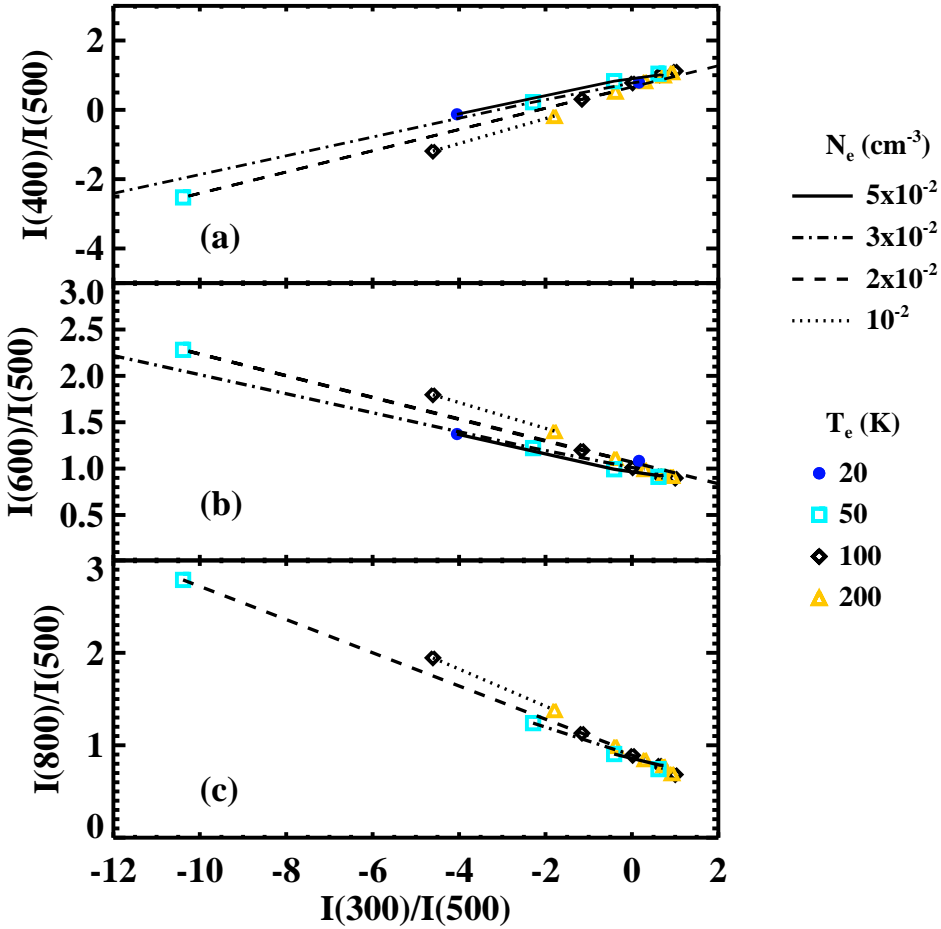 I(400)/I(500)
2
0
-2
-4
(a)
I(600)/I(500)
3.0
2.5
2.0
1.5
1.0
0.5
(b)
I(800)/I(500)
3
2
1
0
(c)
-12 -10 -8 -6 -4 -2 0 2
I(300)/I(500)
N_e (cm⁻³)
5x10⁻²
3x10⁻²
2x10⁻²
10⁻²
T_e (K)
20
50
100
200